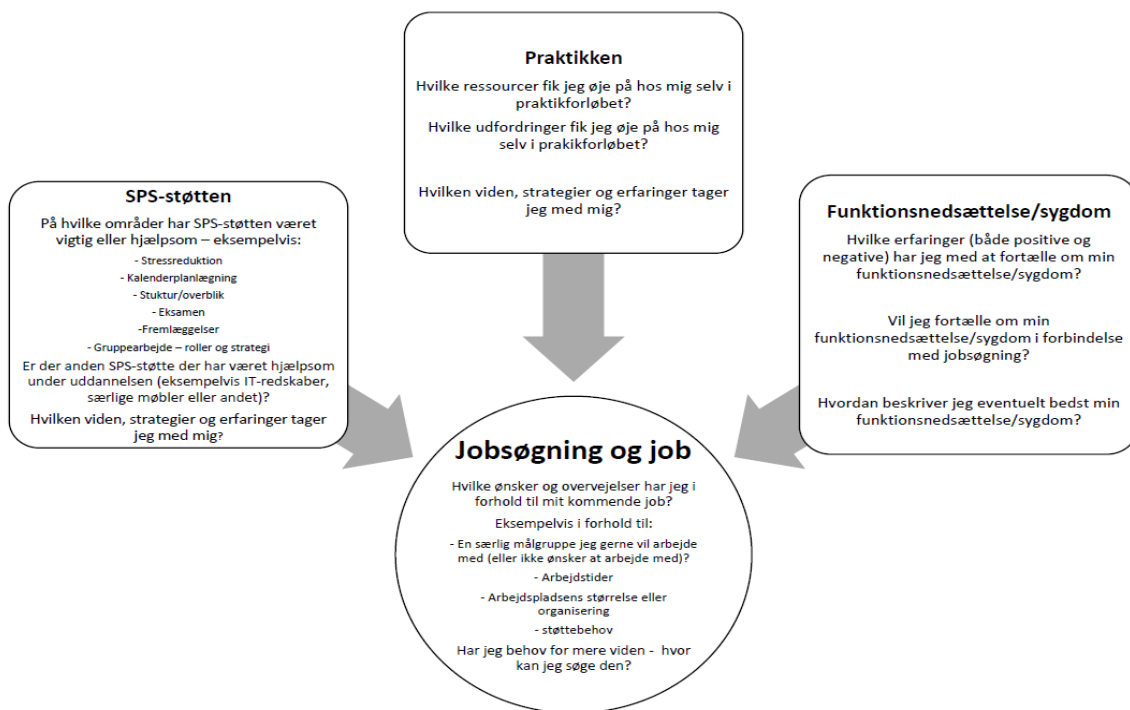 Praktikken
Hvilke ressourcer fik jeg øje på hos mig selv i
praktikforløbet?
Hvilke udfordringer fik jeg øje på hos mig
selv i prakikforløbet?
Hvilken viden, strategier og erfaringer tager
jeg med mig?
SPS-støtten
På hvilke områder har SPS-støtten været
vigtig eller hjælpsom – eksempelvis:
- Stressreduktion
- Kalenderplanlægning
- Stuktur/overblik
- Eksamen
-Fremlæggelser
- Gruppearbejde – roller og strategi
Er der anden SPS-støtte der har været hjælpsom
under uddannelsen (eksempelvis IT-redskaber,
særlige møbler eller andet)?
Hvilken viden, strategier og erfaringer tager
jeg med mig?
Funktionsnedsættelse/sygdom
Hvilke erfaringer (både positive og
negative) har jeg med at fortælle om min
funktionsnedsættelse/sygdom?
Vil jeg fortælle om min
funktionsnedsættelse/sygdom i forbindelse
med jobsøgning?
Hvordan beskriver jeg eventuelt bedst min
funktionsnedsættelse/sygdom?
Jobsøgning og job
Hvilke ønsker og overvejelser har jeg i
forhold til mit kommende job?
Eksempelvis i forhold til:
- En særlig målgruppe jeg gerne vil arbejde
med (eller ikke ønsker at arbejde med)?
- Arbejdstider
- Arbejdspladsens størrelse eller
organisering
- støttebehov
Har jeg behov for mere viden - hvor
kan jeg søge den?